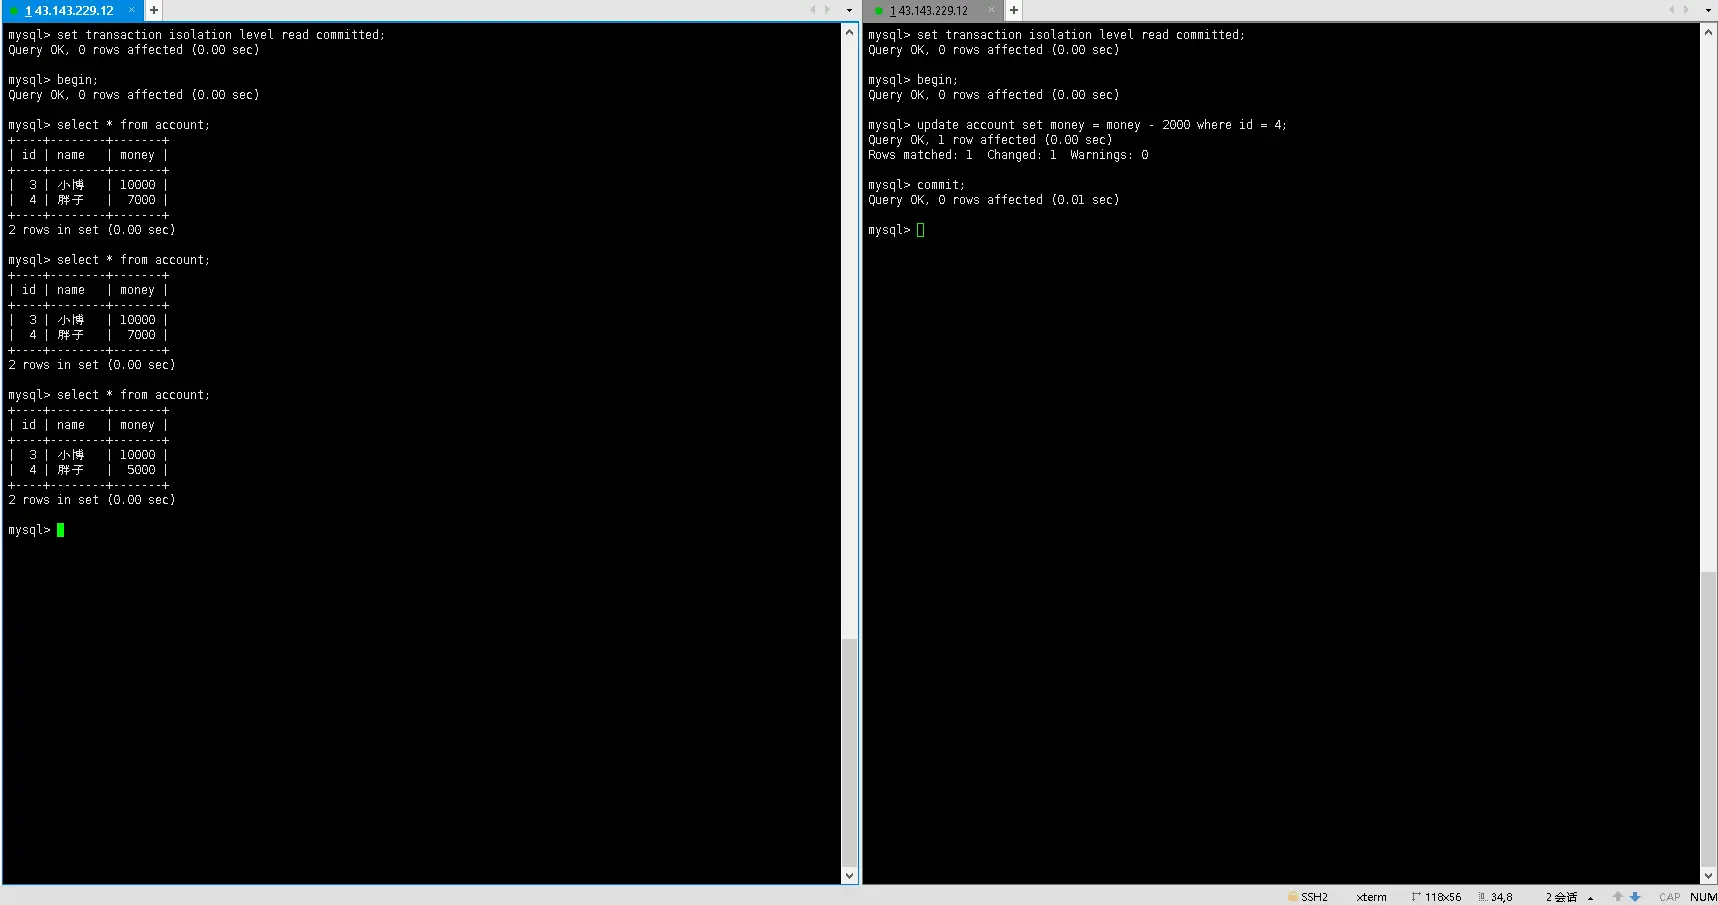 1 43.143.229.12 × +
mysql> set transaction isolation level read committed;
Query OK, 0 rows affected (0.00 sec)
mysql> begin;
Query OK, 0 rows affected (0.00 sec)
mysql> select * from account;
+----+--------+-------+
| id | name   | money |
+----+--------+-------+
|  3 | 小博   | 10000 |
|  4 | 胖子   |  7000 |
+----+--------+-------+
2 rows in set (0.00 sec)
mysql> select * from account;
+----+--------+-------+
| id | name   | money |
+----+--------+-------+
|  3 | 小博   | 10000 |
|  4 | 胖子   |  7000 |
+----+--------+-------+
2 rows in set (0.00 sec)
mysql> select * from account;
+----+--------+-------+
| id | name   | money |
+----+--------+-------+
|  3 | 小博   | 10000 |
|  4 | 胖子   |  5000 |
+----+--------+-------+
2 rows in set (0.00 sec)
mysql>
1 43.143.229.12 × +
mysql> set transaction isolation level read committed;
Query OK, 0 rows affected (0.00 sec)
mysql> begin;
Query OK, 0 rows affected (0.00 sec)
mysql> update account set money = money - 2000 where id = 4;
Query OK, 1 row affected (0.00 sec)
Rows matched: 1  Changed: 1  Warnings: 0
mysql> commit;
Query OK, 0 rows affected (0.01 sec)
mysql>
SSH2 xterm 118x56 34,8 2 会话 CAP NUM